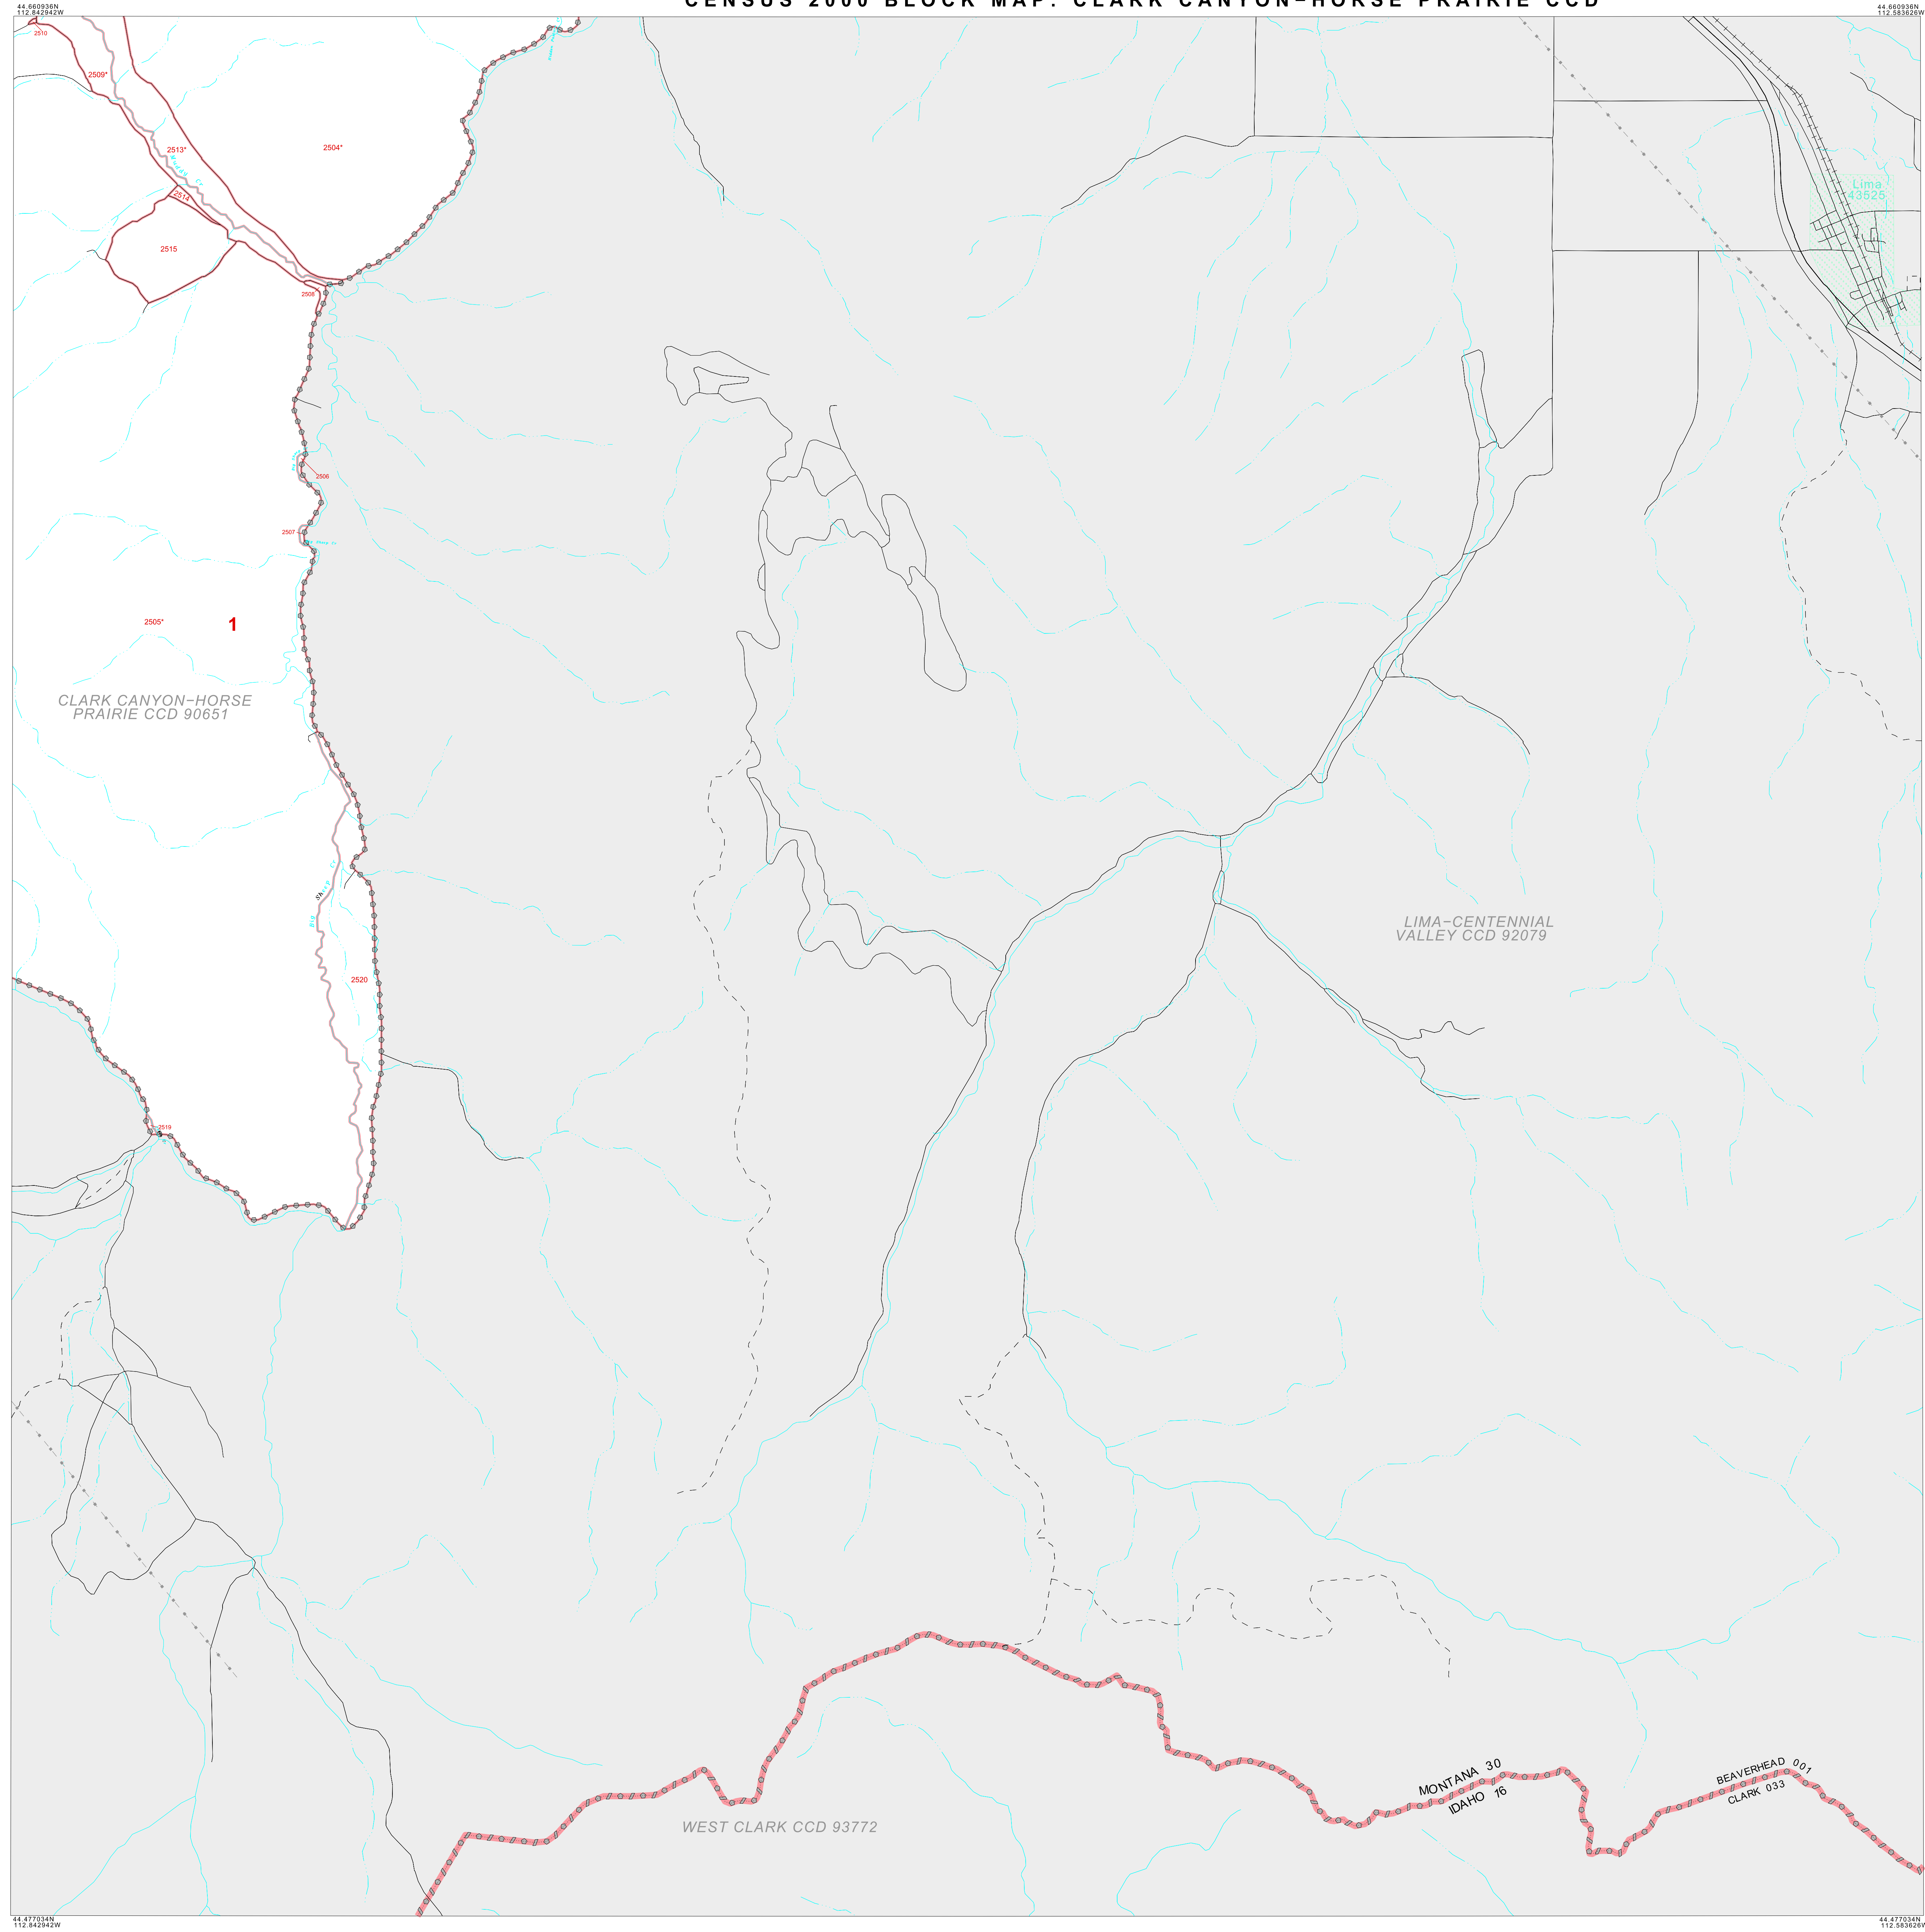 CENSUS 2000 BLOCK MAP: CLARK CANYON-HORSE PRAIRIE CCD
44.660936N
112.842942W
44.660936N
112.583626W
2510
2509*
2513*
2504*
2514
2515
2508
Lima
43525
2506
2507
2505*
1
CLARK CANYON-HORSE
PRAIRIE CCD 90651
LIMA-CENTENNIAL
VALLEY CCD 92079
2520
2519
MONTANA 30
IDAHO 16
BEAVERHEAD 001
CLARK 033
WEST CLARK CCD 93772
44.477034N
112.842942W
44.477034N
112.583626W